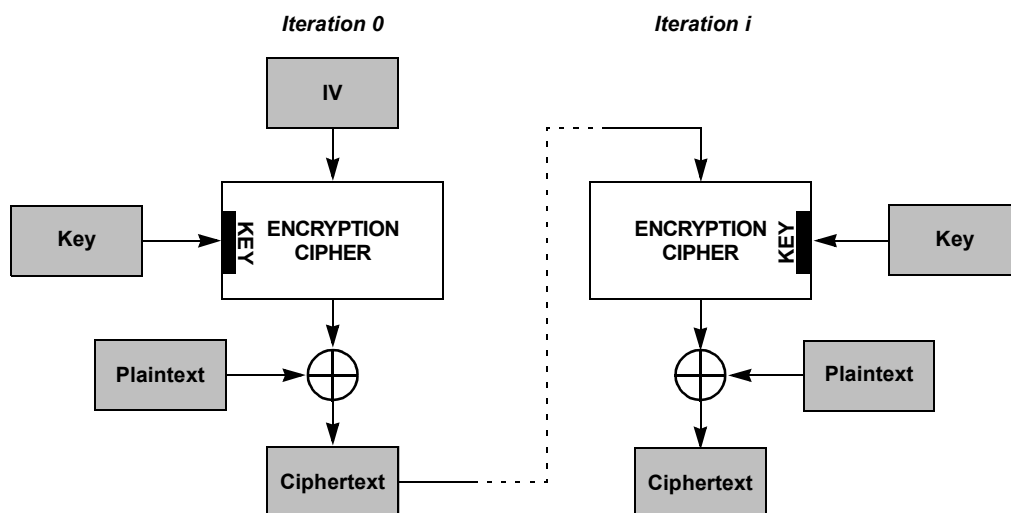 Iteration 0
Iteration i
IV
Key
KEY
ENCRYPTION
CIPHER
ENCRYPTION
CIPHER
KEY
Key
Plaintext
Plaintext
Ciphertext
Ciphertext